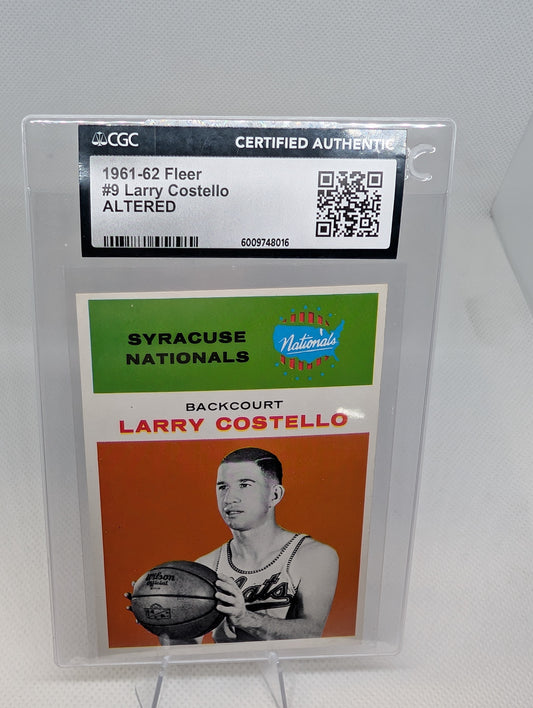 CGC
CERTIFIED AUTHENTIC
1961-62 Fleer
#9 Larry Costello
ALTERED
6009748016
SYRACUSE
NATIONALS
Nationals
BACKCOURT
LARRY COSTELLO
Wilson
Official
Nats